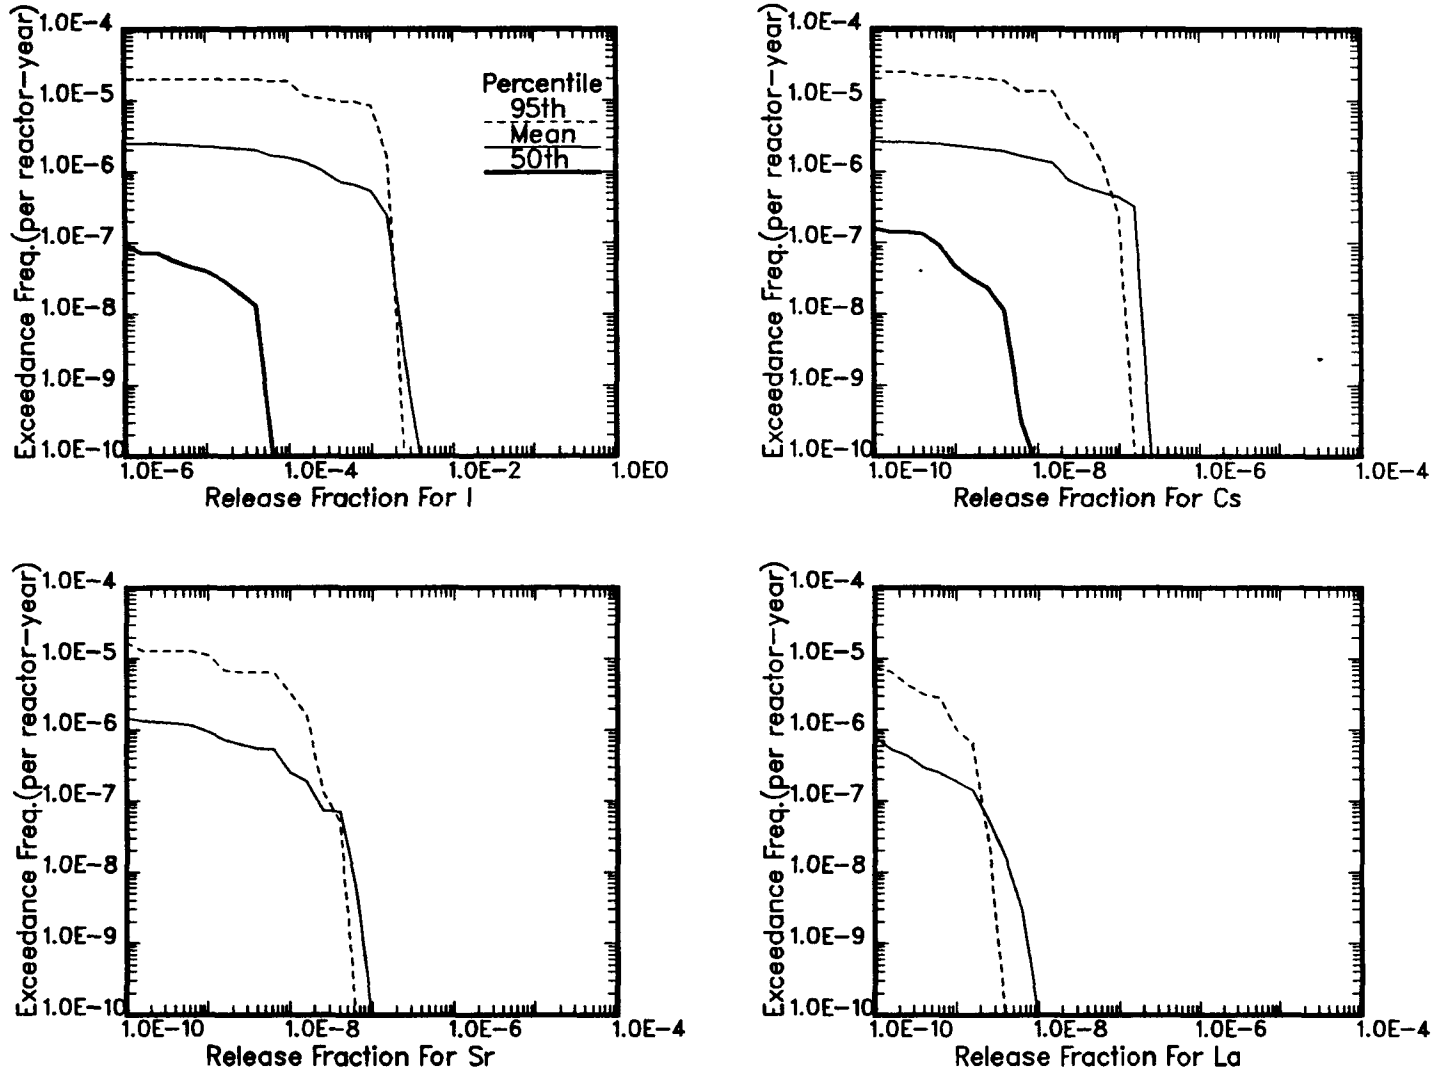 Exceedance Freq.(per reactor-year)
1.0E-4
1.0E-5
1.0E-6
1.0E-7
1.0E-8
1.0E-9
1.0E-10
Percentile
95th
Mean
50th
1.0E-6 1.0E-4 1.0E-2 1.0E0
Release Fraction For I
Exceedance Freq.(per reactor-year)
1.0E-4
1.0E-5
1.0E-6
1.0E-7
1.0E-8
1.0E-9
1.0E-10
1.0E-10 1.0E-8 1.0E-6 1.0E-4
Release Fraction For Cs
Exceedance Freq.(per reactor-year)
1.0E-4
1.0E-5
1.0E-6
1.0E-7
1.0E-8
1.0E-9
1.0E-10
1.0E-10 1.0E-8 1.0E-6 1.0E-4
Release Fraction For Sr
Exceedance Freq.(per reactor-year)
1.0E-4
1.0E-5
1.0E-6
1.0E-7
1.0E-8
1.0E-9
1.0E-10
1.0E-10 1.0E-8 1.0E-6 1.0E-4
Release Fraction For La